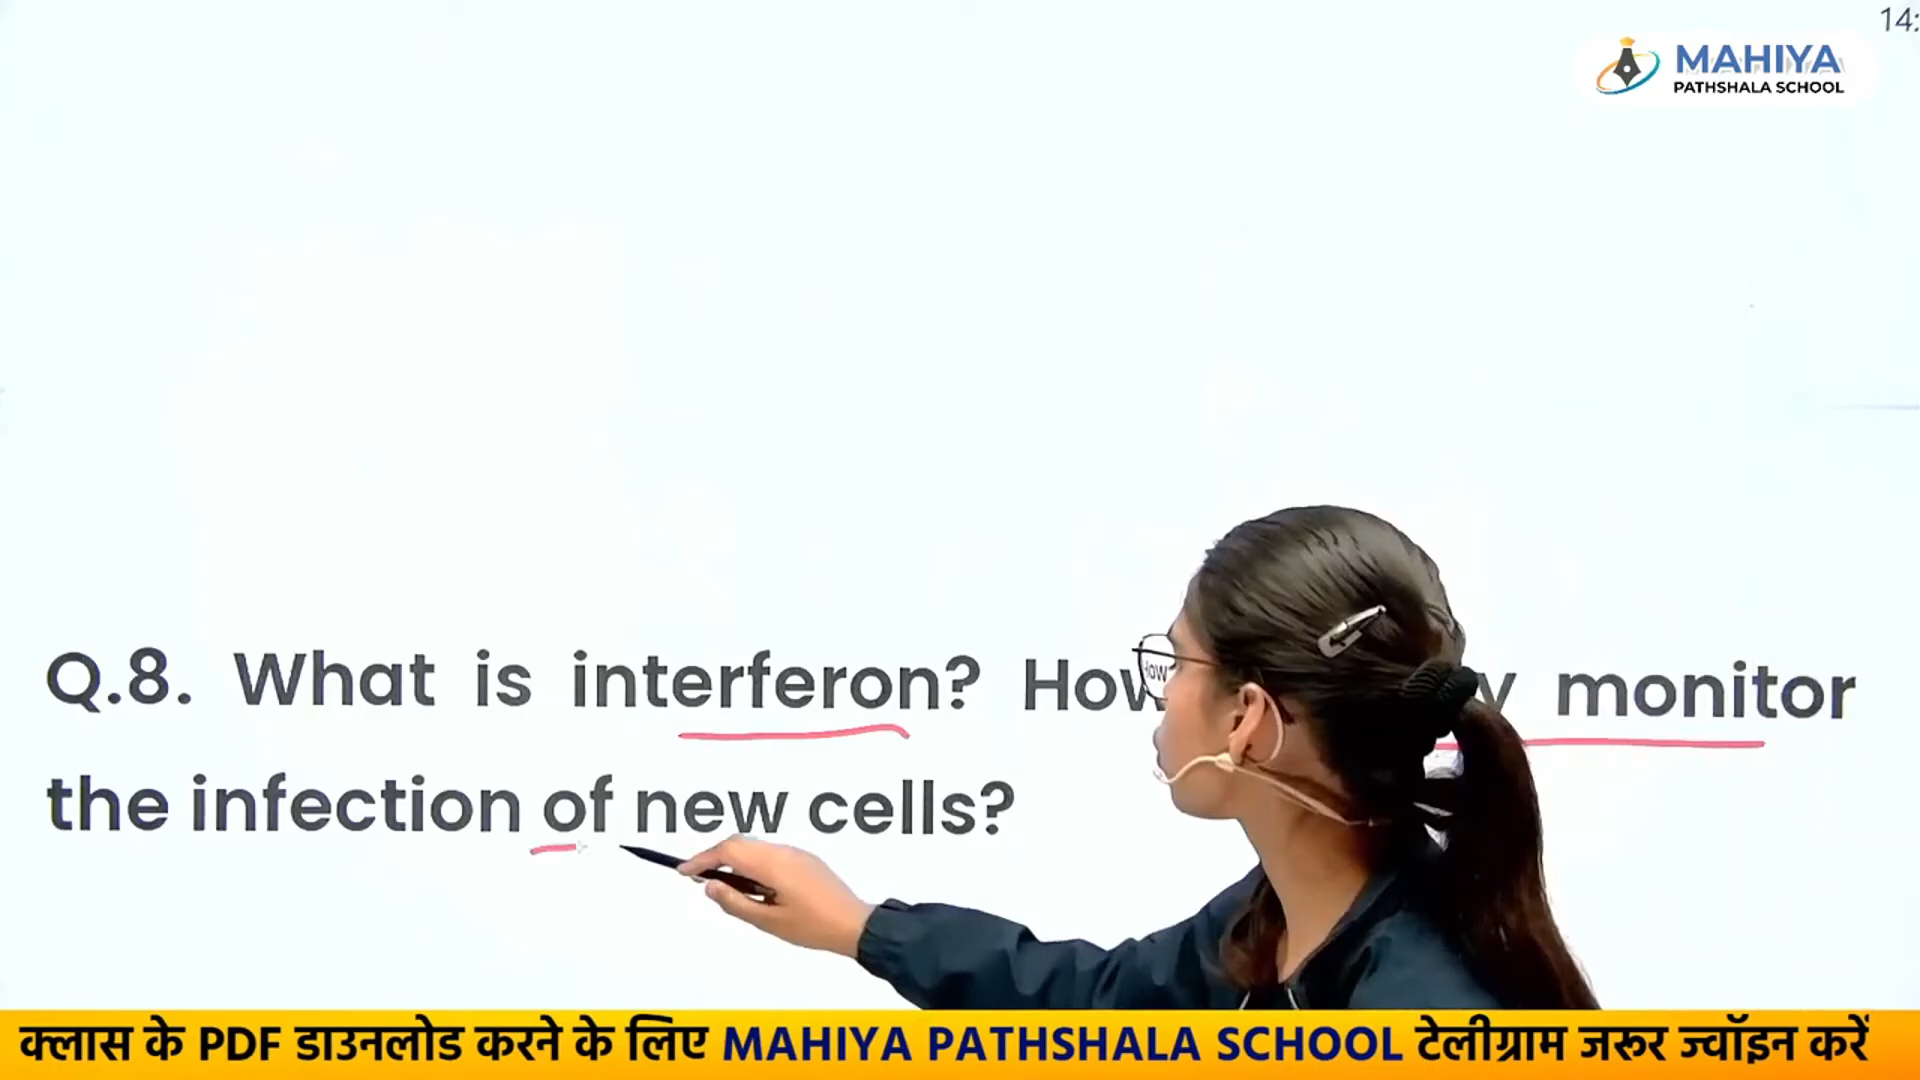 14:
MAHIYA
PATHSHALA SCHOOL
Q.8. What is interferon? How monitor
the infection of new cells?
क्लास के PDF डाउनलोड करने के लिए MAHIYA PATHSHALA SCHOOL टेलीग्राम जरूर ज्वॉइन करें